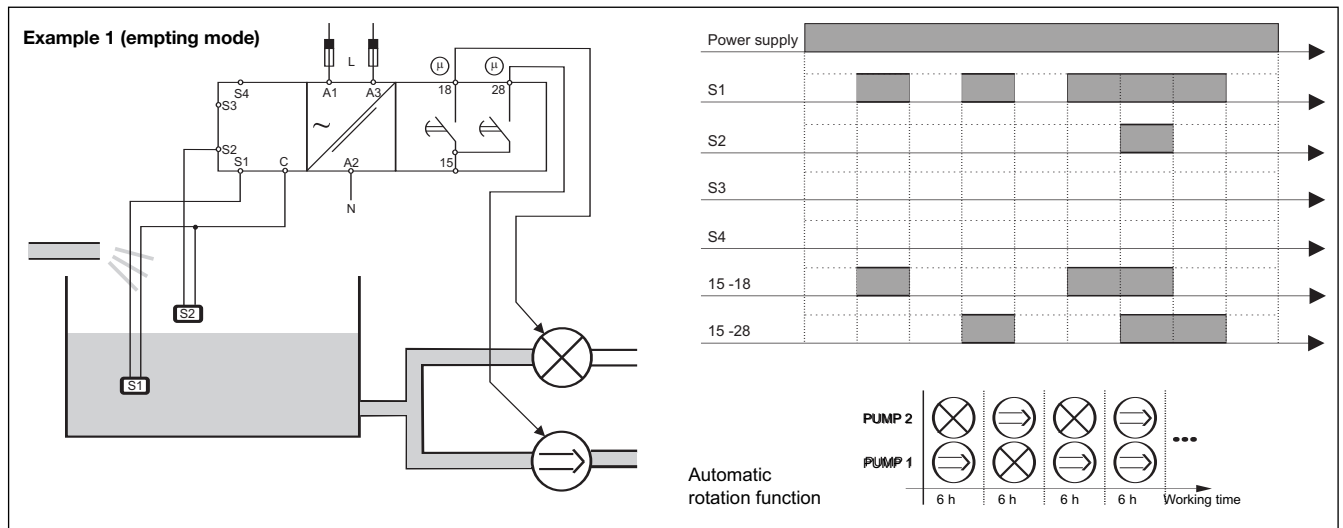 Example 1 (empting mode)
L
A1 A3
µ µ
18 28
S4
S3
S2
S1 C
~
A2
15
N
S2
S1
Power supply
S1
S2
S3
S4
15 -18
15 -28
PUMP 2
PUMP 1
...
Automatic
rotation function
6 h 6 h 6 h 6 h Working time